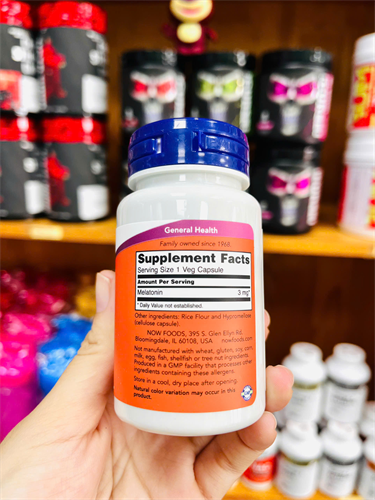 General Health
Family owned since 1968
Supplement Facts
Serving Size 1 Veg Capsule
Amount Per Serving
Melatonin 3 mg*
* Daily Value not established.
Other ingredients: Rice Flour and Hypromellose
(cellulose capsule).
NOW FOODS, 395 S. Glen Ellyn Rd.
Bloomingdale, IL 60108, USA nowfoods.com
Not manufactured with wheat, gluten, soy, corn,
milk, egg, fish, shellfish or tree nut ingredients.
Produced in a GMP facility that processes other
ingredients containing these allergens.
Store in a cool, dry place after opening.
Natural color variation may occur in this
product.